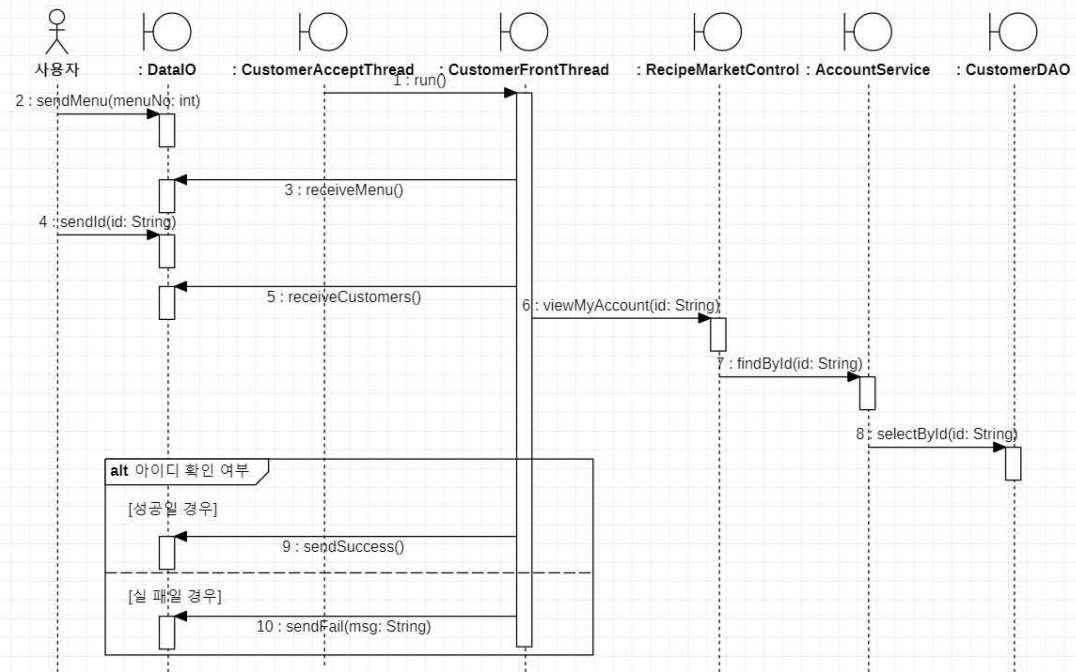 사용자
: DataIO
: CustomerAcceptThread
: CustomerFrontThread
: RecipeMarketControl
: AccountService
: CustomerDAO
1 : run()
2 : sendMenu(menuNo: int)
3 : receiveMenu()
4 : sendId(id: String)
5 : receiveCustomers()
6 : viewMyAccount(id: String)
7 : findById(id: String)
8 : selectById(id: String)
alt 아이디 확인 여부
[성공일 경우]
9 : sendSuccess()
[실 패일 경우]
10 : sendFail(msg: String)